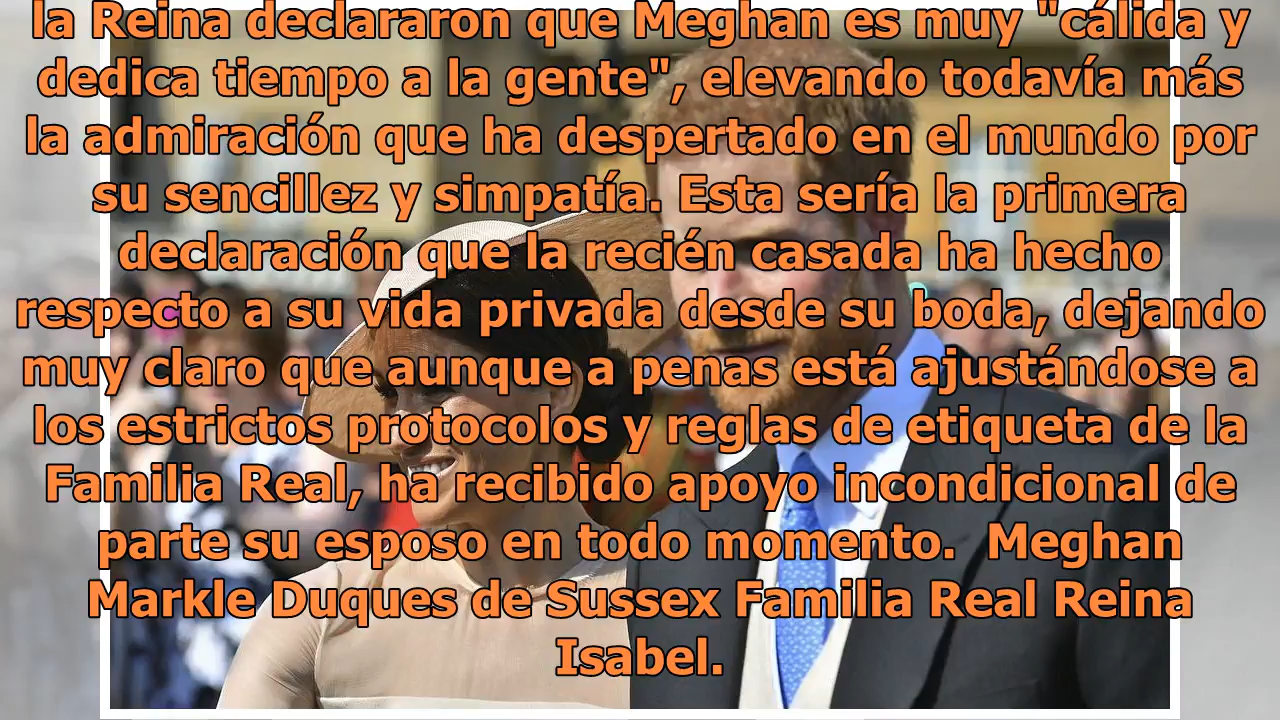 la Reina declararon que Meghan es muy "cálida y
dedica tiempo a la gente", elevando todavía más
la admiración que ha despertado en el mundo por
su sencillez y simpatía. Esta sería la primera
declaración que la recién casada ha hecho
respecto a su vida privada desde su boda, dejando
muy claro que aunque a penas está ajustándose a
los estrictos protocolos y reglas de etiqueta de la
Familia Real, ha recibido apoyo incondicional de
parte su esposo en todo momento.  Meghan
Markle Duques de Sussex Familia Real Reina
Isabel.